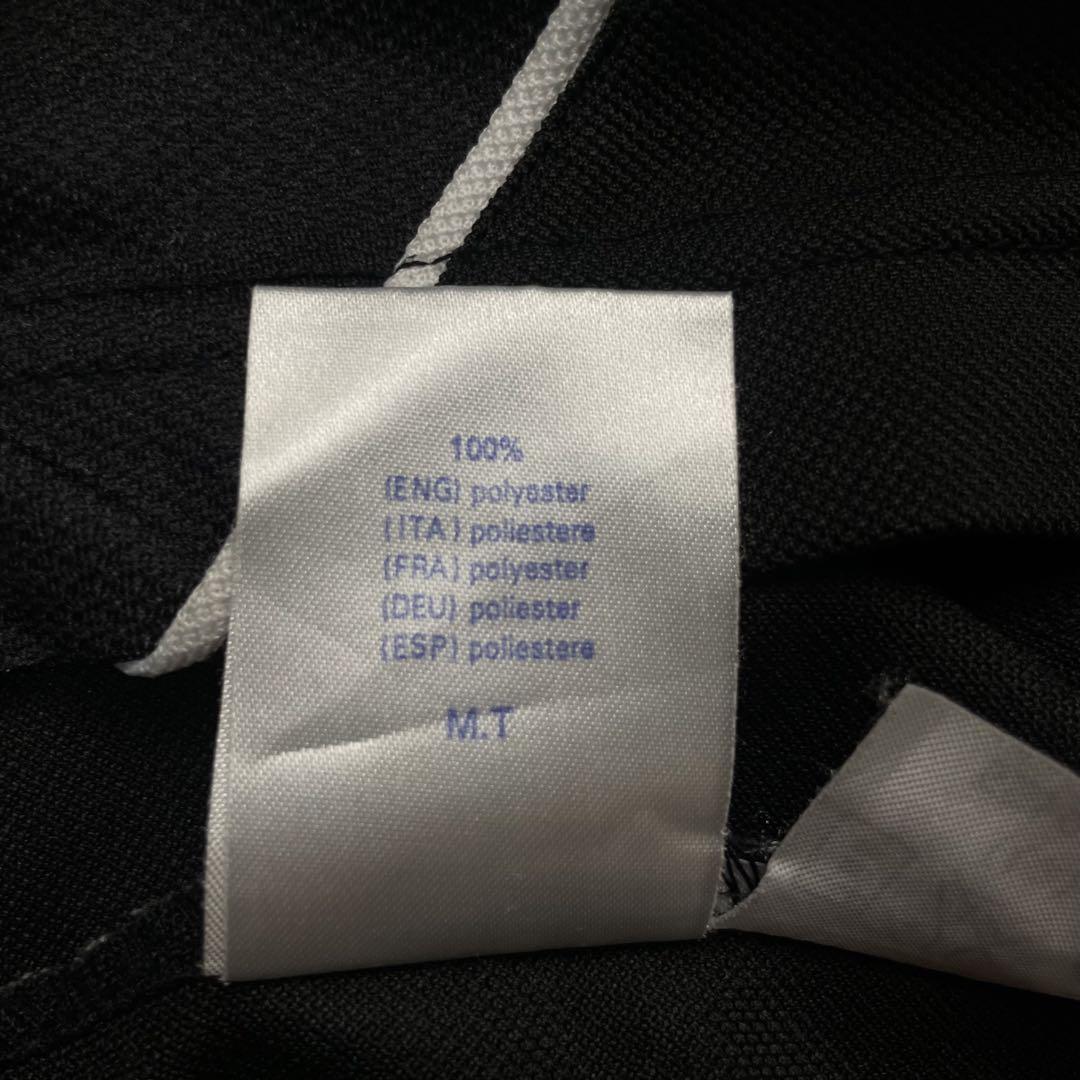 100%
(ENG) polyester
(ITA) poliestere
(FRA) polyester
(DEU) poliester
(ESP) poliestere
M.T